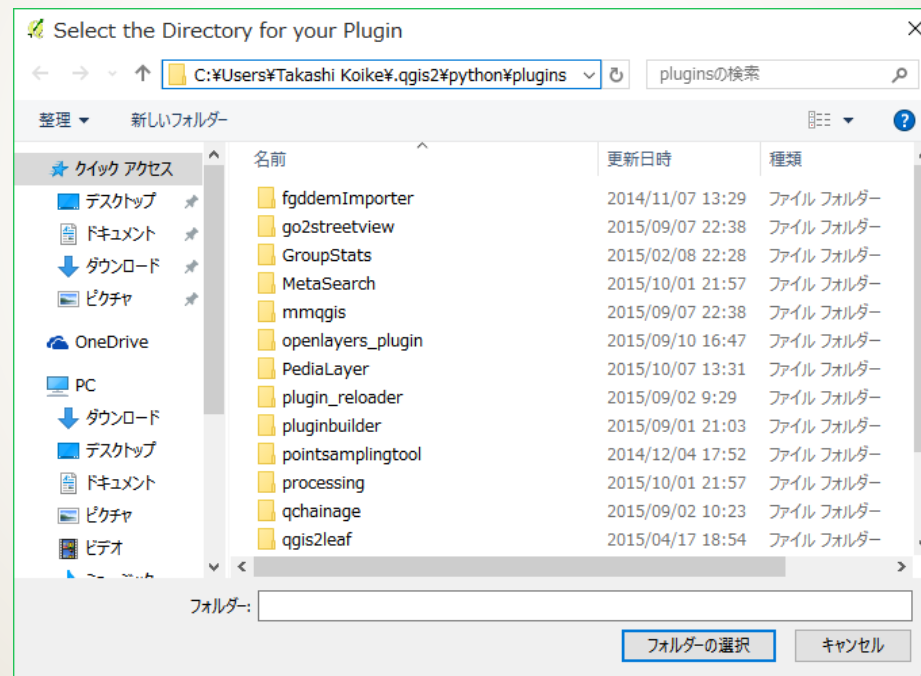 Select the Directory for your Plugin
C:¥Users¥Takashi Koike¥.qgis2¥python¥plugins
pluginsの検索
整理 新しいフォルダー
クイック アクセス
デスクトップ
ドキュメント
ダウンロード
ピクチャ
OneDrive
PC
ダウンロード
デスクトップ
ドキュメント
ピクチャ
ビデオ
名前 更新日時 種類
fgddemImporter 2014/11/07 13:29 ファイル フォルダー
go2streetview 2015/09/07 22:38 ファイル フォルダー
GroupStats 2015/02/08 22:28 ファイル フォルダー
MetaSearch 2015/10/01 21:57 ファイル フォルダー
mmqgis 2015/09/07 22:38 ファイル フォルダー
openlayers_plugin 2015/09/10 16:47 ファイル フォルダー
PediaLayer 2015/10/07 13:31 ファイル フォルダー
plugin_reloader 2015/09/02 9:29 ファイル フォルダー
pluginbuilder 2015/09/01 21:03 ファイル フォルダー
pointsamplingtool 2014/12/04 17:52 ファイル フォルダー
processing 2015/10/01 21:57 ファイル フォルダー
qchainage 2015/09/02 10:23 ファイル フォルダー
qgis2leaf 2015/04/17 18:54 ファイル フォルダー
フォルダー:
フォルダーの選択 キャンセル